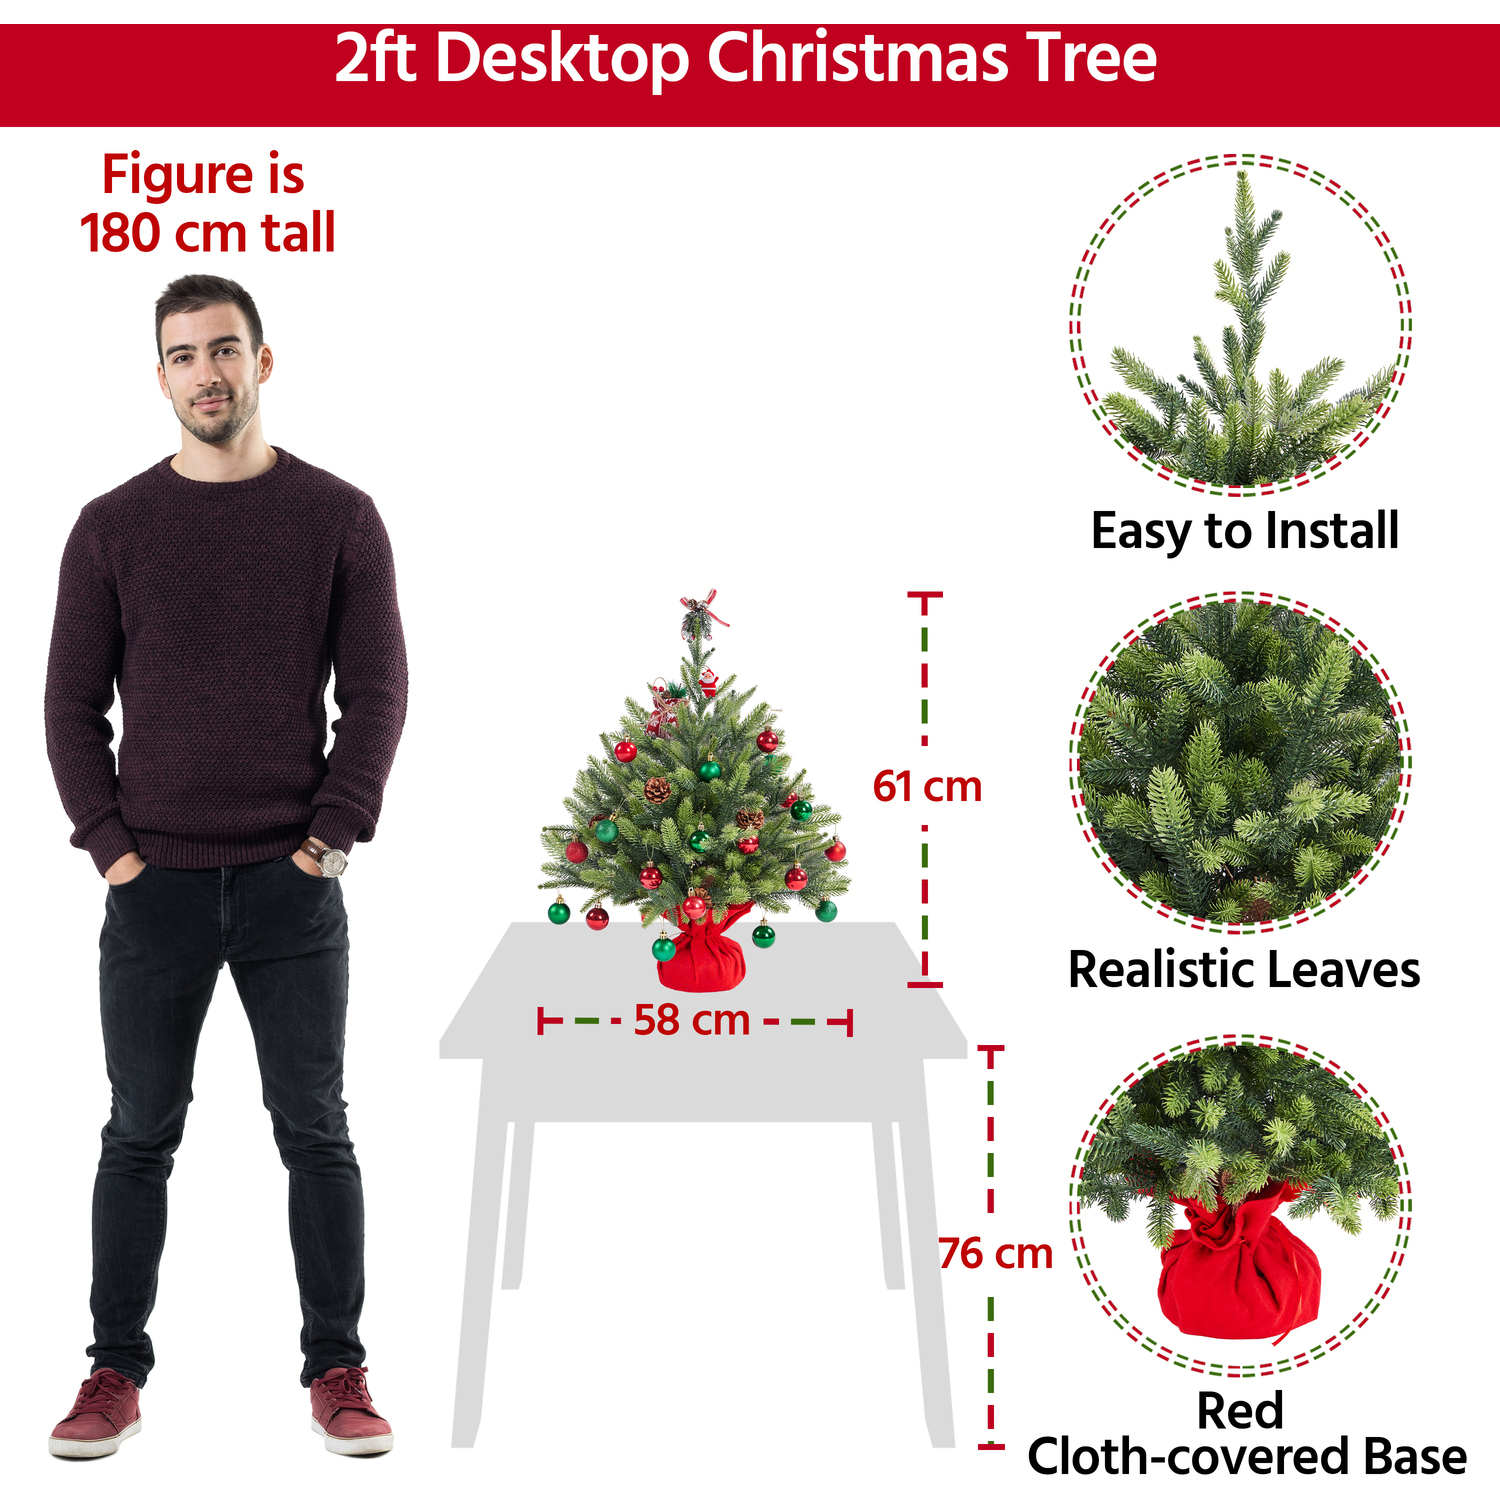 2ft Desktop Christmas Tree
Figure is
180 cm tall
Easy to Install
61 cm
Realistic Leaves
58 cm
76 cm
Red
Cloth-covered Base